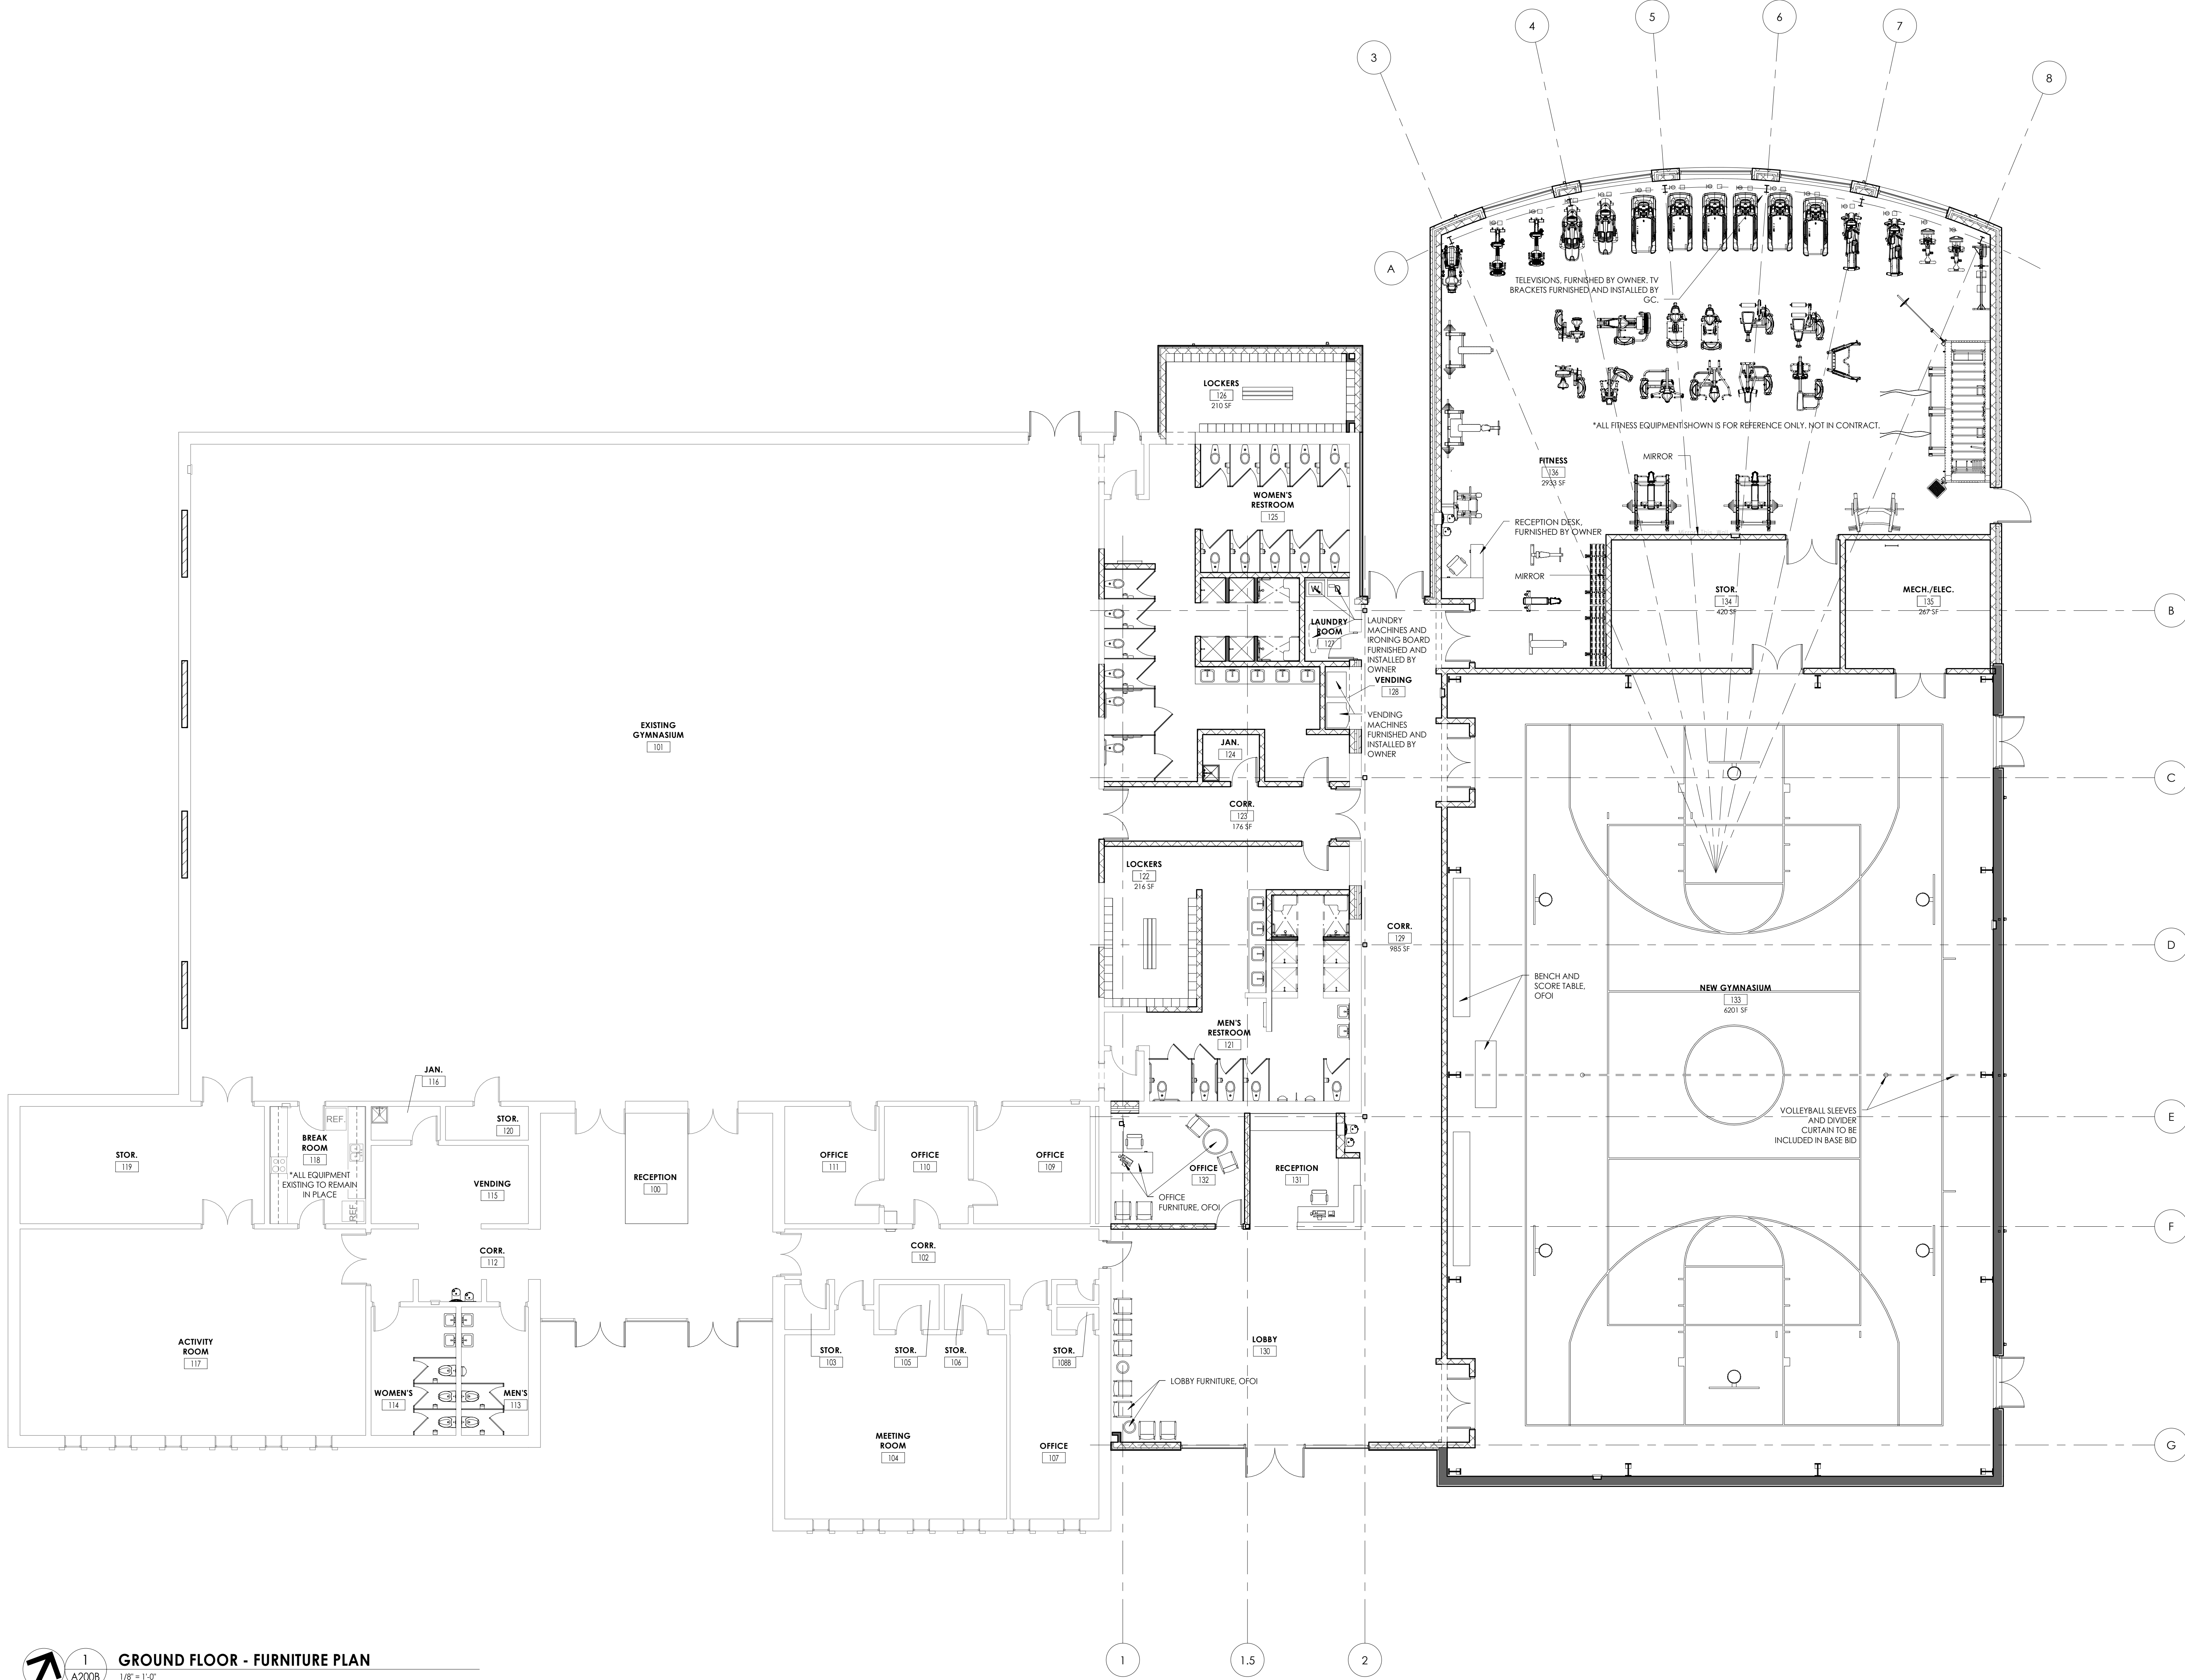 3
4
5
6
7
8
A
TELEVISIONS, FURNISHED BY OWNER. TV
BRACKETS FURNISHED AND INSTALLED BY
GC.
LOCKERS
126
210 SF
*ALL FITNESS EQUIPMENT SHOWN IS FOR REFERENCE ONLY, NOT IN CONTRACT.
FITNESS
136
2933 SF
MIRROR
WOMEN'S
RESTROOM
125
RECEPTION DESK,
FURNISHED BY OWNER
MIRROR
STOR.
134
420 SF
MECH./ELEC.
135
267 SF
B
W
D
LAUNDRY
ROOM
127
LAUNDRY
MACHINES AND
IRONING BOARD
FURNISHED AND
INSTALLED BY
OWNER
VENDING
128
VENDING
MACHINES
FURNISHED AND
INSTALLED BY
OWNER
EXISTING
GYMNASIUM
101
JAN.
124
C
CORR.
123
176 SF
LOCKERS
122
216 SF
CORR.
129
985 SF
D
BENCH AND
SCORE TABLE,
OFOI
NEW GYMNASIUM
133
6201 SF
MEN'S
RESTROOM
121
JAN.
116
STOR.
120
REF.
BREAK
ROOM
118
*ALL EQUIPMENT
EXISTING TO REMAIN
IN PLACE
REF.
STOR.
119
VENDING
115
RECEPTION
100
OFFICE
111
OFFICE
110
OFFICE
109
OFFICE
132
OFFICE
FURNITURE, OFOI
RECEPTION
131
VOLLEYBALL SLEEVES
AND DIVIDER
CURTAIN TO BE
INCLUDED IN BASE BID
E
F
CORR.
112
CORR.
102
ACTIVITY
ROOM
117
WOMEN'S
114
MEN'S
113
STOR.
103
STOR.
105
STOR.
106
STOR.
108B
LOBBY
130
LOBBY FURNITURE, OFOI
MEETING
ROOM
104
OFFICE
107
G
1
1.5
2
1
A200B
GROUND FLOOR - FURNITURE PLAN
1/8" = 1'-0"